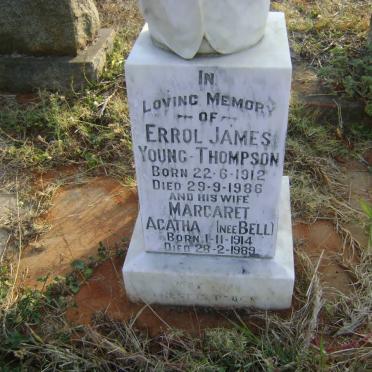 IN
LOVING MEMORY
OF
ERROL JAMES
YOUNG-THOMPSON
BORN 22-6-1912
DIED 29-9-1986
AND HIS WIFE
MARGARET
AGATHA (NEE BELL)
BORN 1-11-1914
DIED 28-2-1989